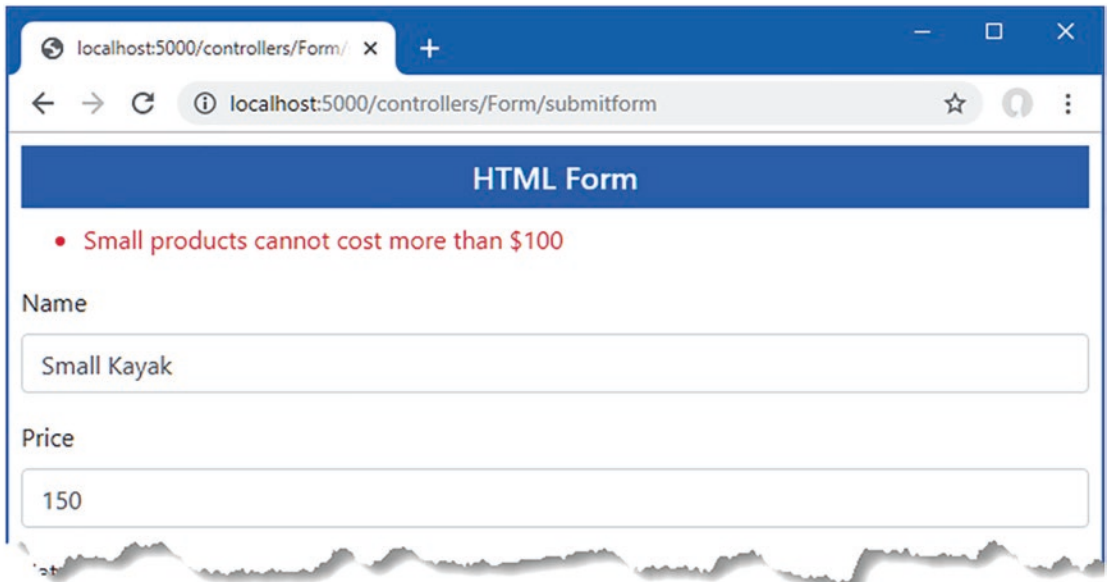 localhost:5000/controllers/Form/
localhost:5000/controllers/Form/submitform
HTML Form
Small products cannot cost more than $100
Name
Small Kayak
Price
150